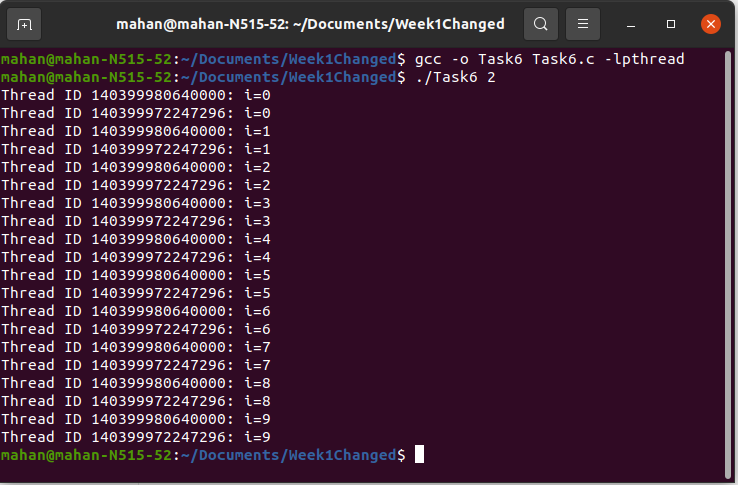 mahan@mahan-N515-52: ~/Documents/Week1Changed
mahan@mahan-N515-52:~/Documents/Week1Changed$ gcc -o Task6 Task6.c -lpthread
mahan@mahan-N515-52:~/Documents/Week1Changed$ ./Task6 2
Thread ID 140399980640000: i=0
Thread ID 140399972247296: i=0
Thread ID 140399980640000: i=1
Thread ID 140399972247296: i=1
Thread ID 140399980640000: i=2
Thread ID 140399972247296: i=2
Thread ID 140399980640000: i=3
Thread ID 140399972247296: i=3
Thread ID 140399980640000: i=4
Thread ID 140399972247296: i=4
Thread ID 140399980640000: i=5
Thread ID 140399972247296: i=5
Thread ID 140399980640000: i=6
Thread ID 140399972247296: i=6
Thread ID 140399980640000: i=7
Thread ID 140399972247296: i=7
Thread ID 140399980640000: i=8
Thread ID 140399972247296: i=8
Thread ID 140399980640000: i=9
Thread ID 140399972247296: i=9
mahan@mahan-N515-52:~/Documents/Week1Changed$